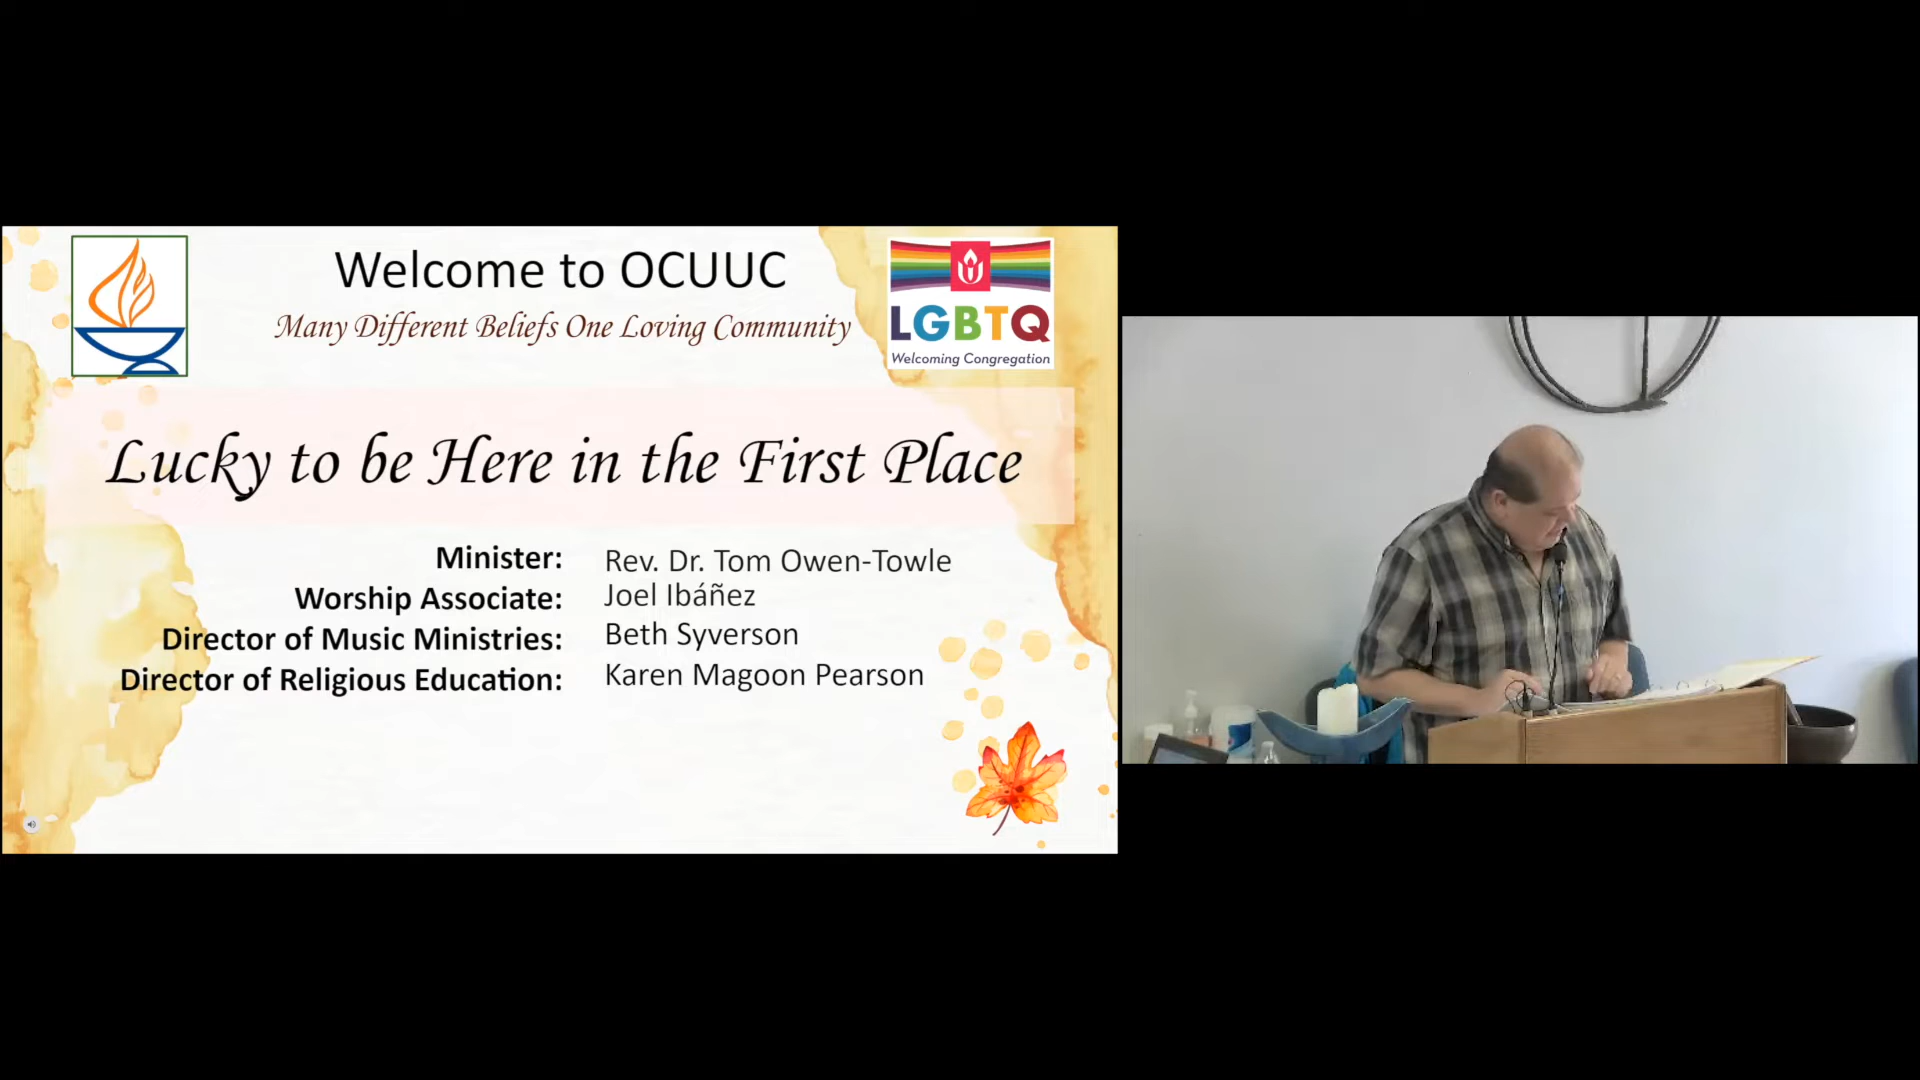 Welcome to OCUUC
Many Different Beliefs One Loving Community
LGBTQ
Welcoming Congregation
Lucky to be Here in the First Place
Minister: Rev. Dr. Tom Owen-Towle
Worship Associate: Joel Ibáñez
Director of Music Ministries: Beth Syverson
Director of Religious Education: Karen Magoon Pearson